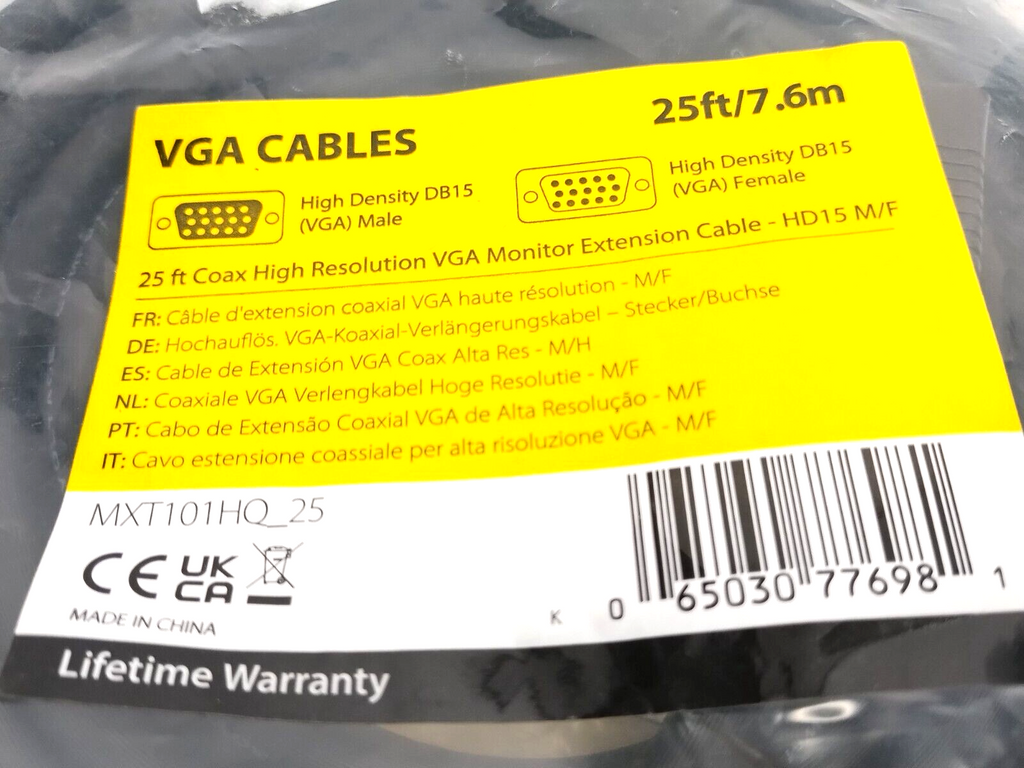 25ft/7.6m
VGA CABLES
High Density DB15
(VGA) Male
High Density DB15
(VGA) Female
25 ft Coax High Resolution VGA Monitor Extension Cable - HD15 M/F
FR: Câble d'extension coaxial VGA haute résolution - M/F
DE: Hochauflös. VGA-Koaxial-Verlängerungskabel – Stecker/Buchse
ES: Cable de Extensión VGA Coax Alta Res - M/H
NL: Coaxiale VGA Verlengkabel Hoge Resolutie - M/F
PT: Cabo de Extensão Coaxial VGA de Alta Resolução - M/F
IT: Cavo estensione coassiale per alta risoluzione VGA - M/F
MXT101HQ_25
CE UK
CA
MADE IN CHINA
K 0 65030 77698 1
Lifetime Warranty